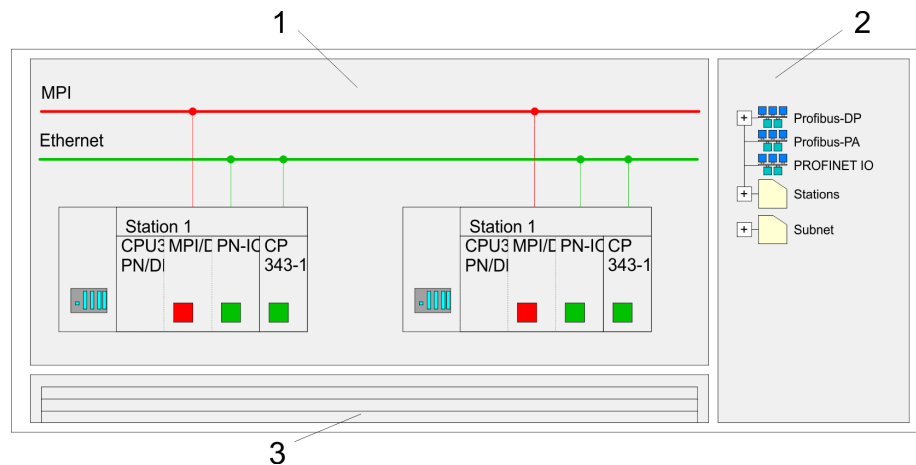 1
2
MPI
Ethernet
Station 1
CPU3 MPI/D PN-IO CP
PN/DI 343-1
Station 1
CPU3 MPI/D PN-IO CP
PN/DI 343-1
Profibus-DP
Profibus-PA
PROFINET IO
Stations
Subnet
3